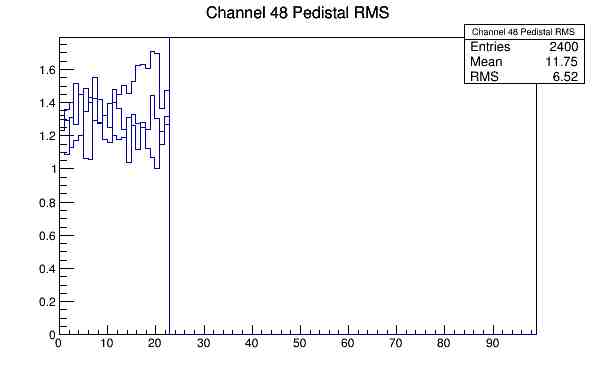 Channel 48 Pedistal RMS
Channel 48 Pedistal RMS
Entries 2400
Mean 11.75
RMS 6.52
1.6
1.4
1.2
1
0.8
0.6
0.4
0.2
0
0 10 20 30 40 50 60 70 80 90